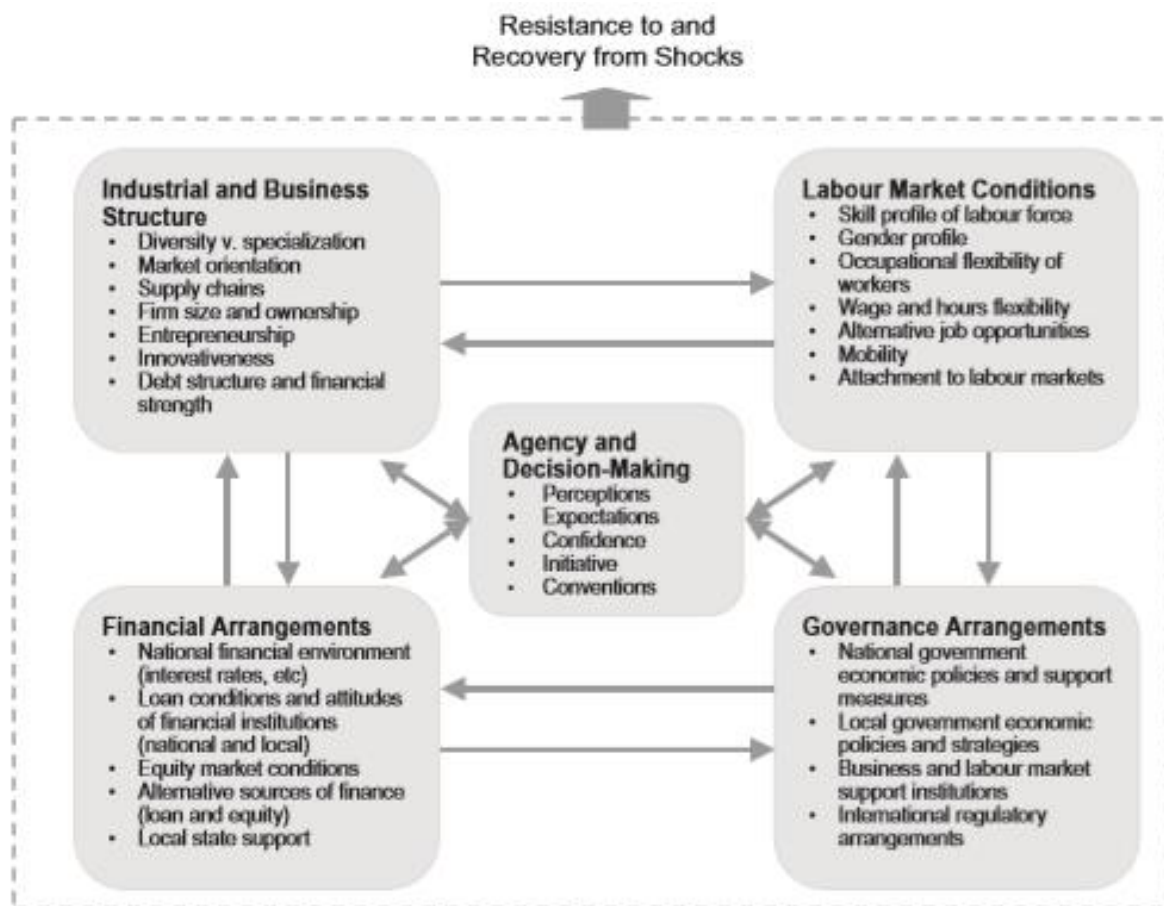 Resistance to and
Recovery from Shocks
Industrial and Business
Structure
• Diversity v. specialization
• Market orientation
• Supply chains
• Firm size and ownership
• Entrepreneurship
• Innovativeness
• Debt structure and financial
strength
Labour Market Conditions
• Skill profile of labour force
• Gender profile
• Occupational flexibility of
workers
• Wage and hours flexibility
• Alternative job opportunities
• Mobility
• Attachment to labour markets
Agency and
Decision-Making
• Perceptions
• Expectations
• Confidence
• Initiative
• Conventions
Financial Arrangements
• National financial environment
(interest rates, etc)
• Loan conditions and attitudes
of financial institutions
(national and local)
• Equity market conditions
• Alternative sources of finance
(loan and equity)
• Local state support
Governance Arrangements
• National government
economic policies and support
measures
• Local government economic
policies and strategies
• Business and labour market
support institutions
• International regulatory
arrangements